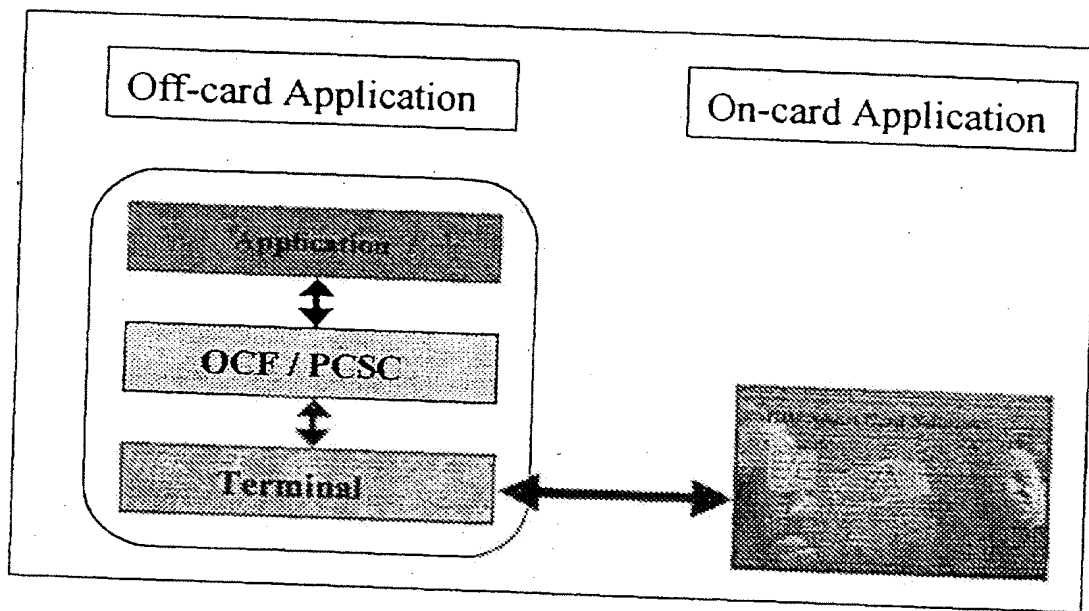 Off-card Application
On-card Application
Application
OCF / PCSC
Terminal